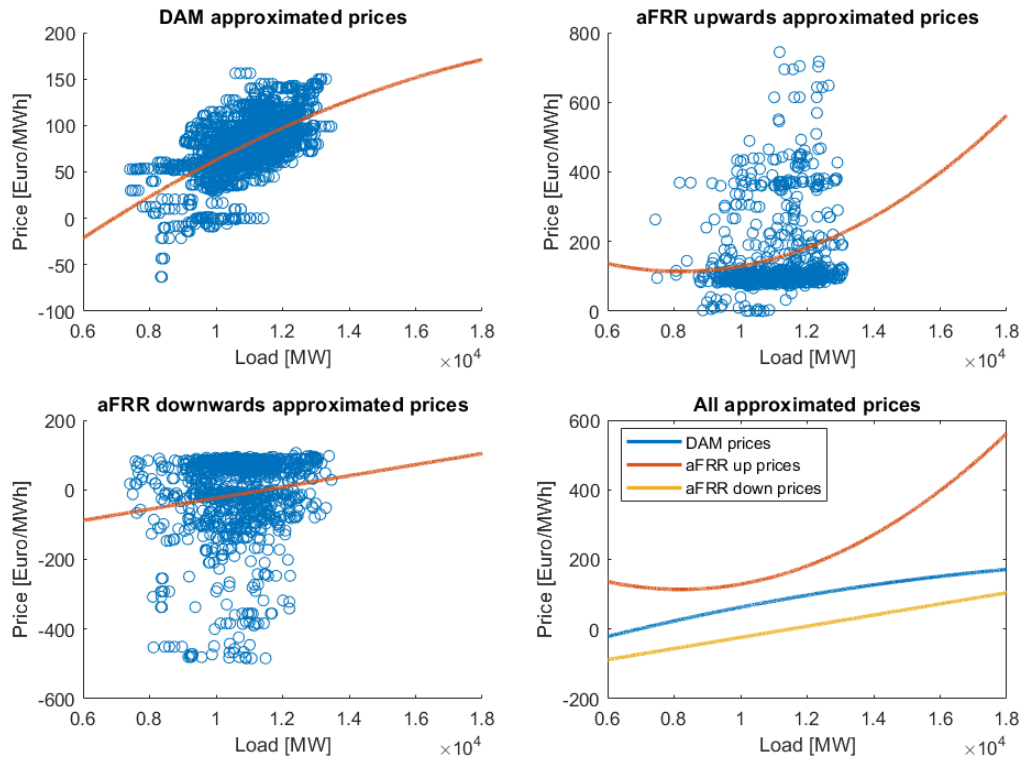 DAM approximated prices
200
150
100
50
0
-50
-100
Price [Euro/MWh]
0.6 0.8 1 1.2 1.4 1.6 1.8
Load [MW]
×10^4
aFRR upwards approximated prices
800
600
400
200
0
Price [Euro/MWh]
0.6 0.8 1 1.2 1.4 1.6 1.8
Load [MW]
×10^4
aFRR downwards approximated prices
200
0
-200
-400
-600
Price [Euro/MWh]
0.6 0.8 1 1.2 1.4 1.6 1.8
Load [MW]
×10^4
All approximated prices
600
400
200
0
-200
Price [Euro/MWh]
DAM prices
aFRR up prices
aFRR down prices
0.6 0.8 1 1.2 1.4 1.6 1.8
Load [MW]
×10^4